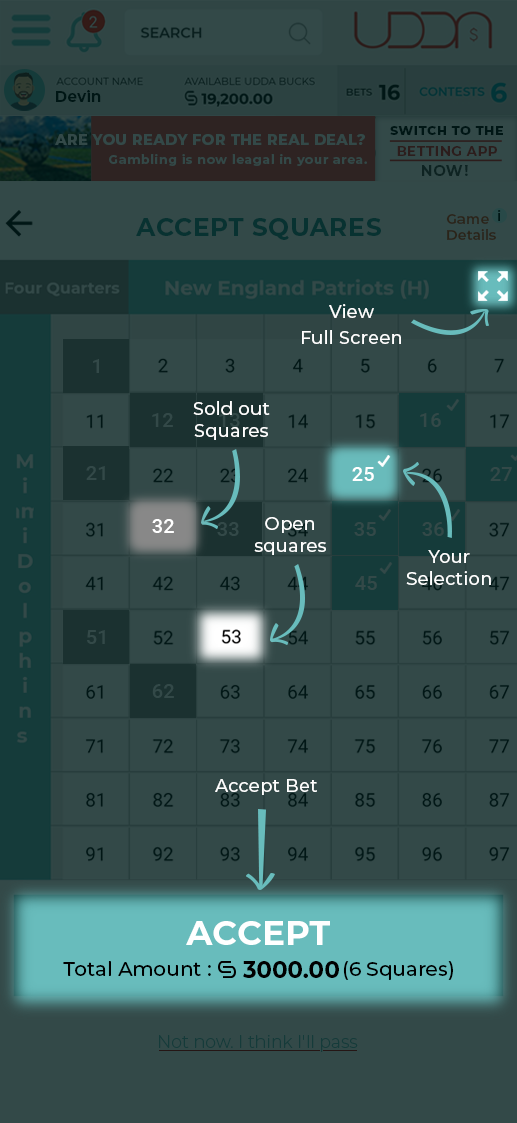 2
SEARCH
UDDA $
ACCOUNT NAME
Devin
AVAILABLE UDDA BUCKS
19,200.00
BETS 16
CONTESTS 6
ARE YOU READY FOR THE REAL DEAL?
Gambling is now leagal in your area.
SWITCH TO THE
BETTING APP
NOW!
ACCEPT SQUARES
Game i
Details
Four Quarters
New England Patriots (H)
View
Full Screen
Miami Dolphins
1 2 3 4 5 6 7
Sold out
Squares
11 12 13 14 15 16 17
21 22 23 24 25 26 27
31 32 33 34 35 36 37
Open
squares
Your
Selection
41 42 43 44 45 46 47
51 52 53 54 55 56 57
61 62 63 64 65 66 67
71 72 73 74 75 76 77
Accept Bet
81 82 83 84 85 86 87
91 92 93 94 95 96 97
ACCEPT
Total Amount : 3000.00 (6 Squares)
Not now. I think I'll pass